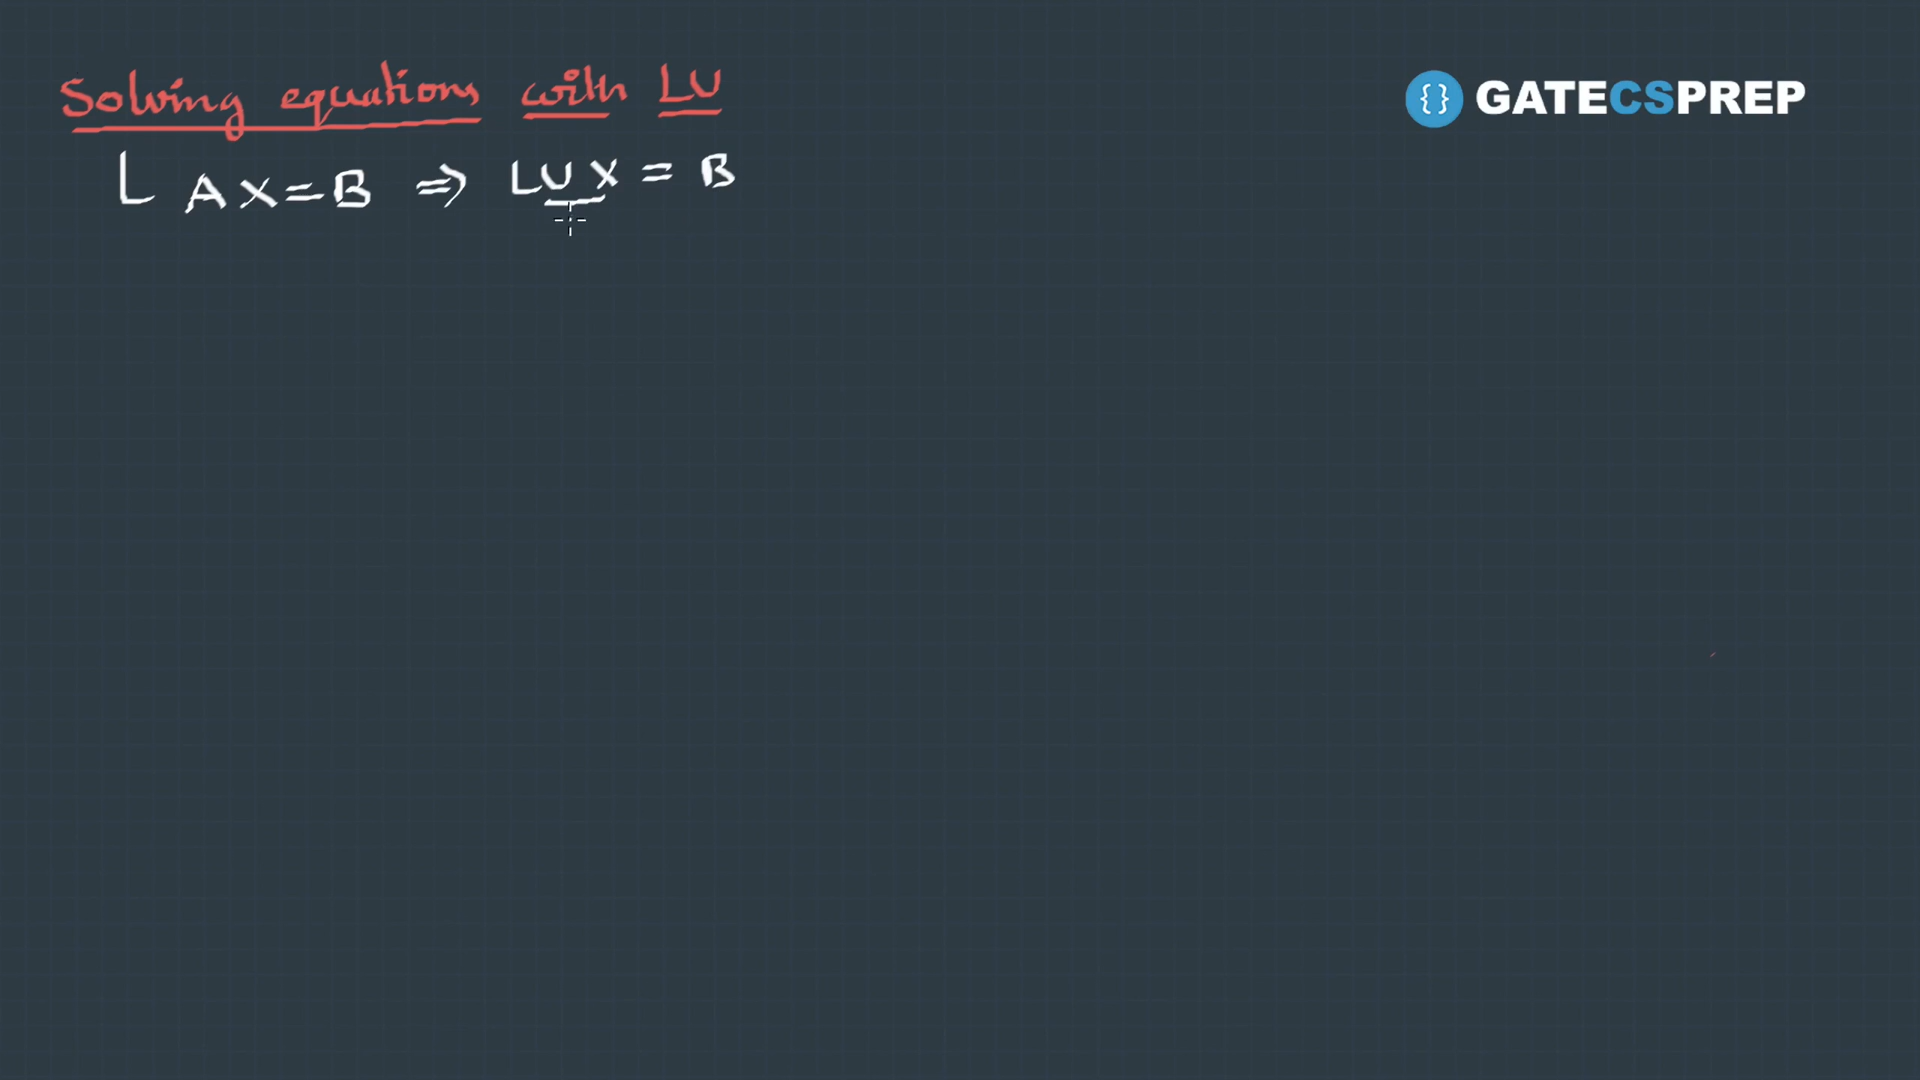 Solving equations with LU
{} GATECSPREP
L AX=B ⇒ LUX = B